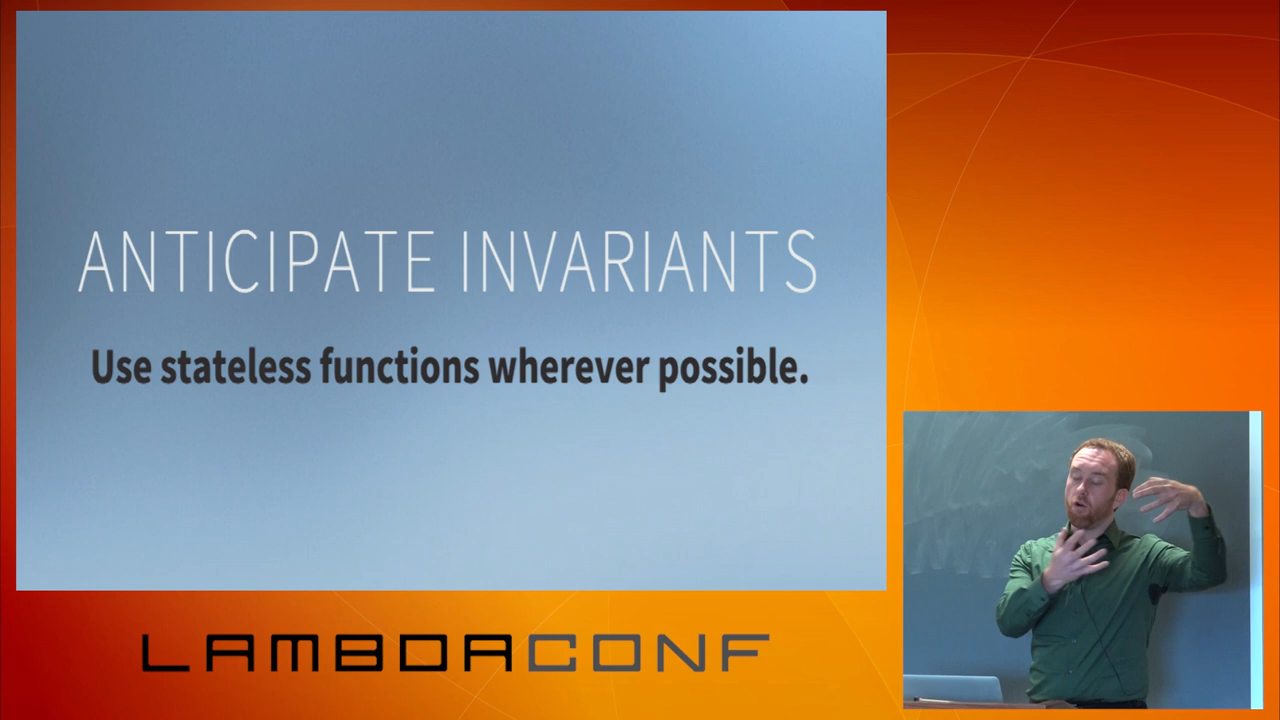 ANTICIPATE INVARIANTS
Use stateless functions wherever possible.
LAMBDACONF